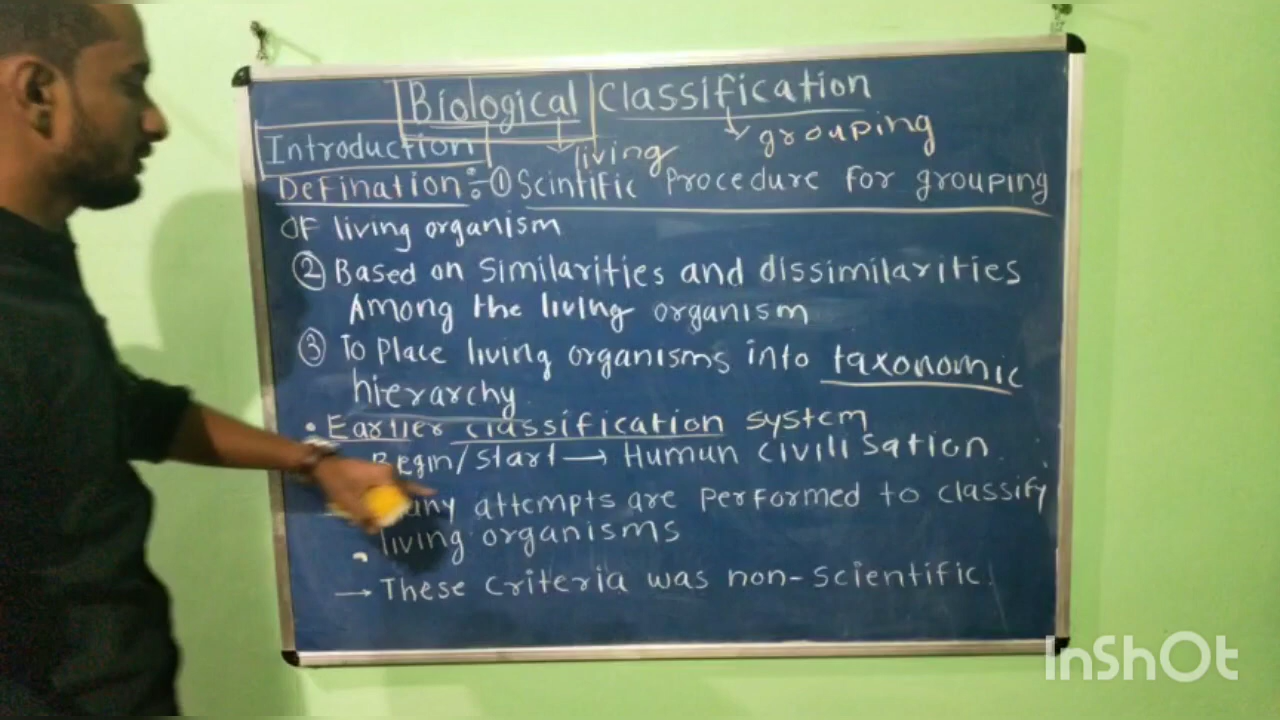 Biological Classification
grouping
Introduction
living
Defination :- ① Scintific Procedure for grouping
OF living organism
② Based on similarities and dissimilarities
Among the living organism
③ To place living organisms into taxonomic
hierarchy.
• Earlier classification system
Begin/start → Human civilisation.
attempts are performed to classify
living organisms
→ These criteria was non-scientific.
InShOt